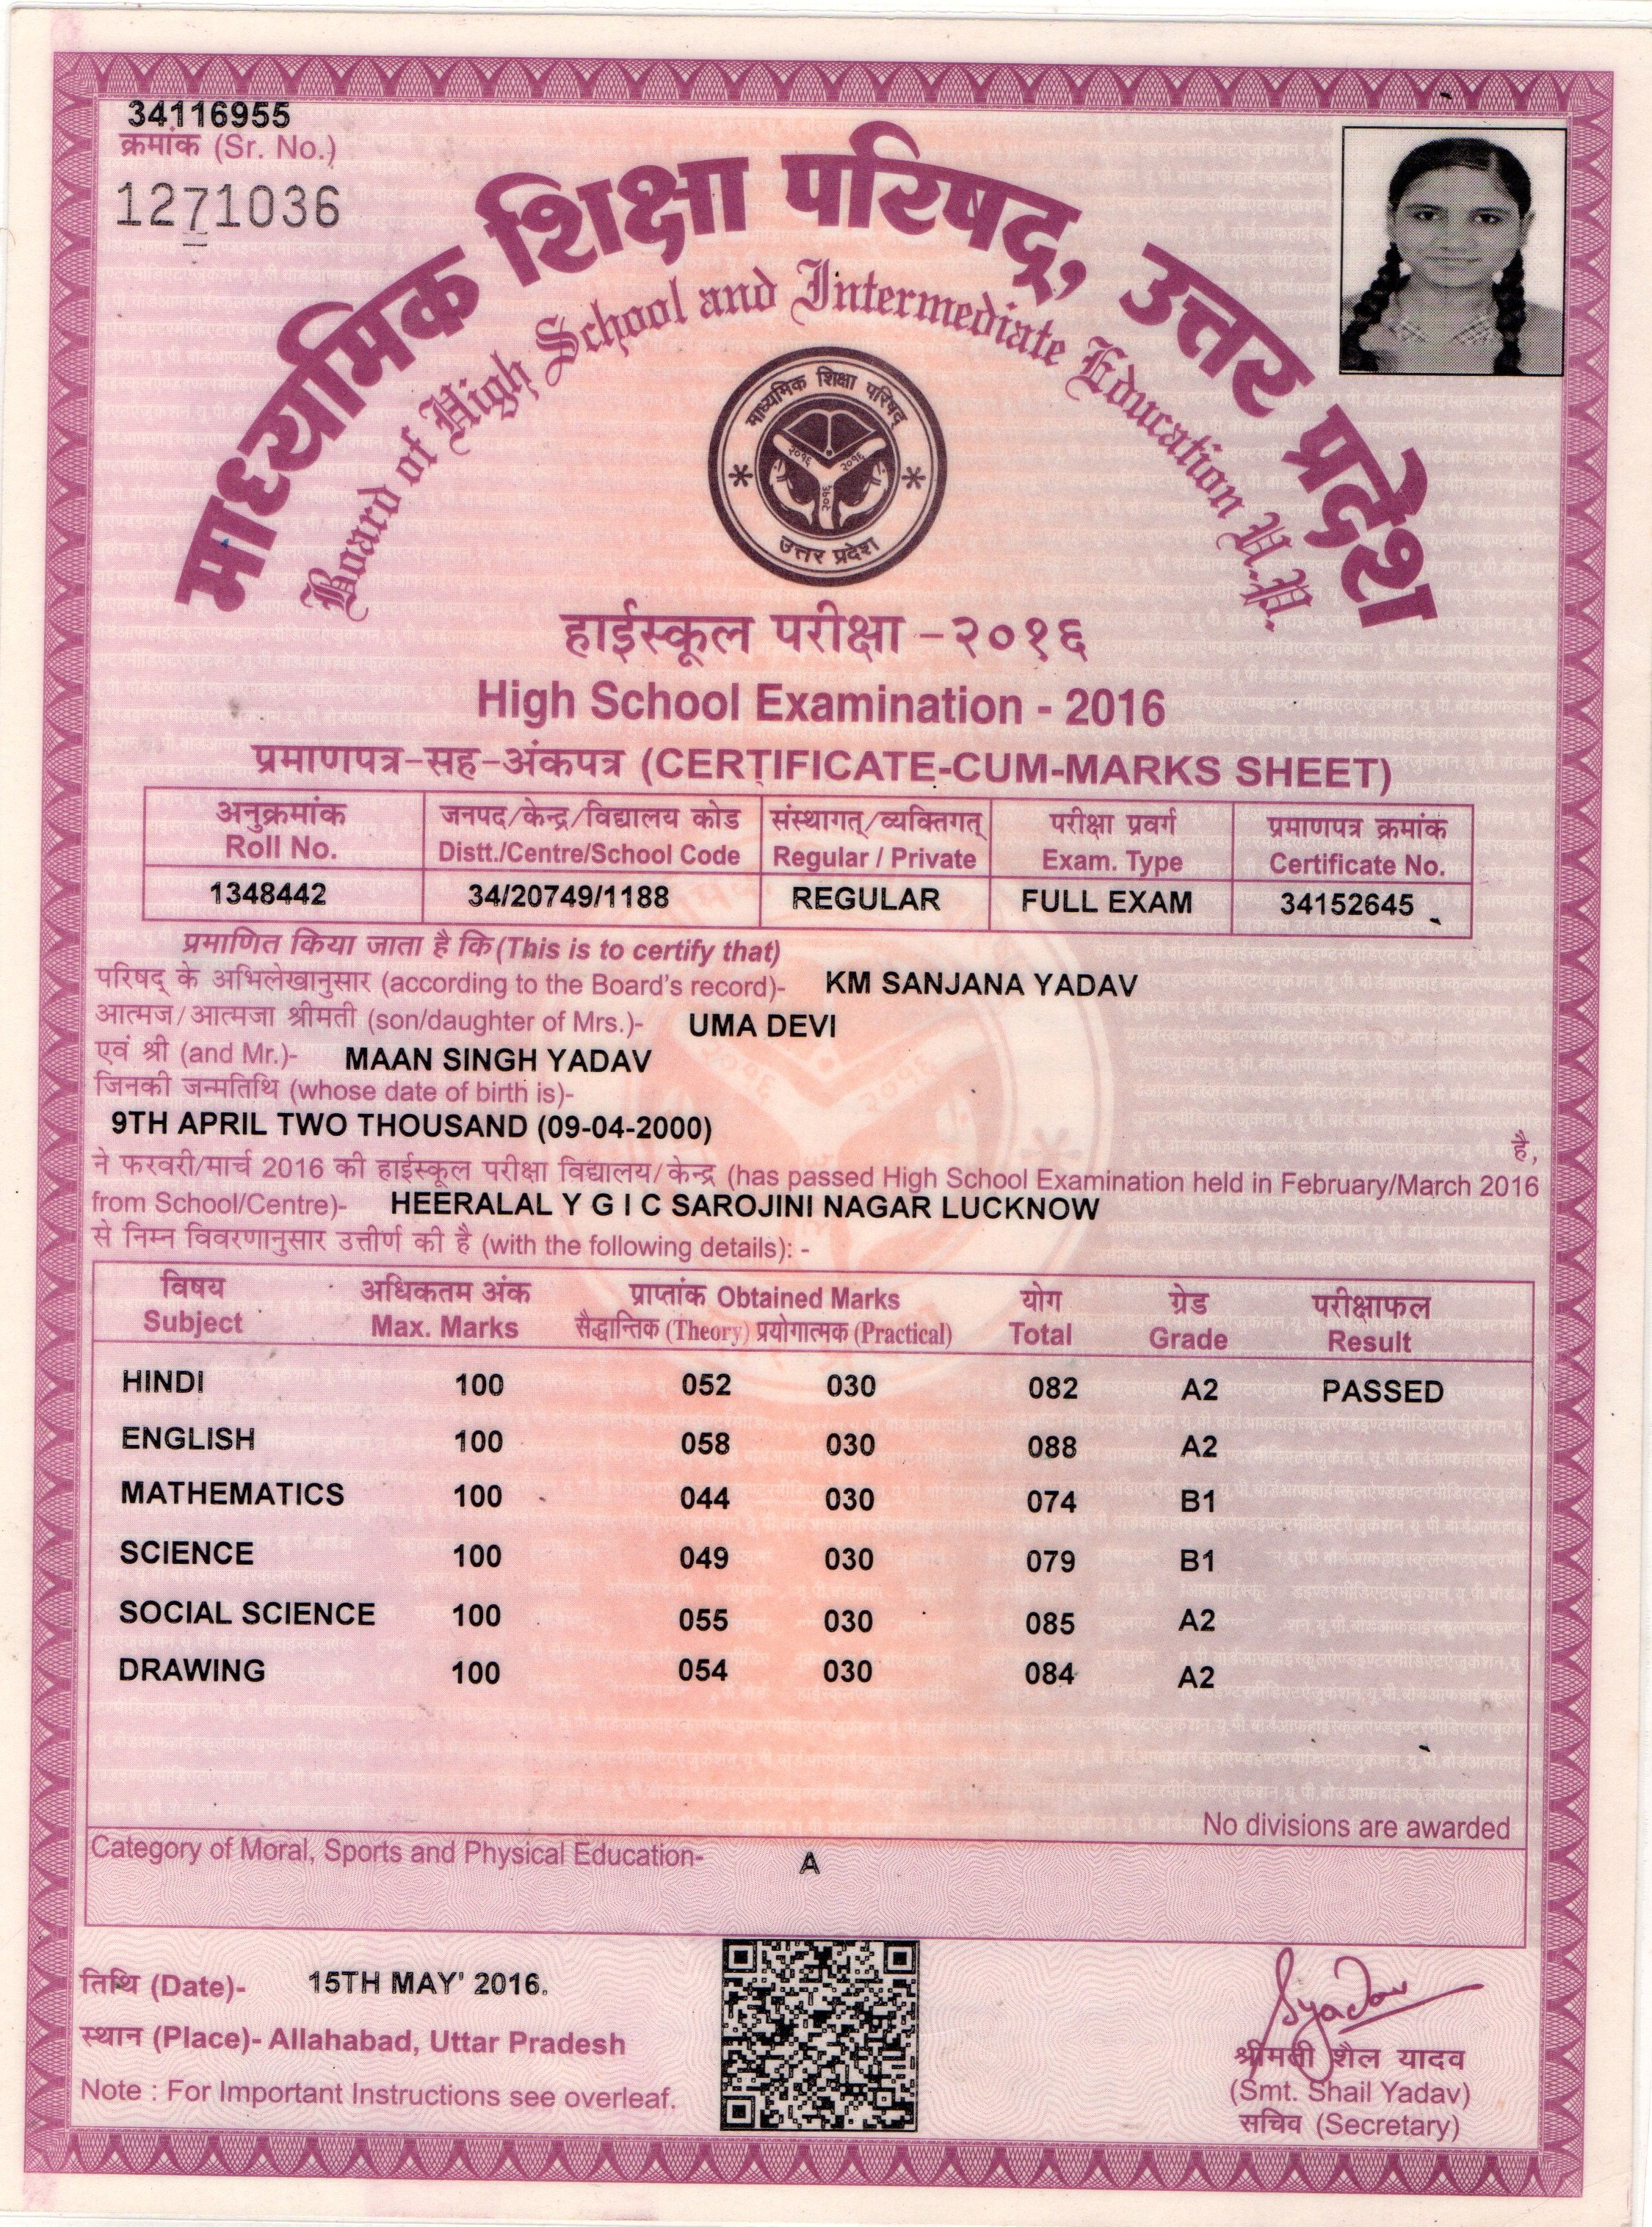 34116955
क्रमांक (Sr. No.)
1271036
माध्यमिक शिक्षा परिषद्, उत्तर प्रदेश
Board of High School and Intermediate Education U.P.
माध्यमिक शिक्षा परिषद्
२०१६ २०१६
२०१६
उत्तर प्रदेश
हाईस्कूल परीक्षा -२०१६
High School Examination - 2016
प्रमाणपत्र-सह-अंकपत्र (CERTIFICATE-CUM-MARKS SHEET)
अनुक्रमांक जनपद/केन्द्र/विद्यालय कोड संस्थागत्/व्यक्तिगत् परीक्षा प्रवर्ग प्रमाणपत्र क्रमांक
Roll No. Distt./Centre/School Code Regular / Private Exam. Type Certificate No.
1348442 34/20749/1188 REGULAR FULL EXAM 34152645
प्रमाणित किया जाता है कि (This is to certify that)
परिषद् के अभिलेखानुसार (according to the Board's record)- KM SANJANA YADAV
आत्मज/आत्मजा श्रीमती (son/daughter of Mrs.)- UMA DEVI
एवं श्री (and Mr.)- MAAN SINGH YADAV
जिनकी जन्मतिथि (whose date of birth is)-
9TH APRIL TWO THOUSAND (09-04-2000) है,
ने फरवरी/मार्च 2016 की हाईस्कूल परीक्षा विद्यालय/केन्द्र (has passed High School Examination held in February/March 2016
from School/Centre)- HEERALAL Y G I C SAROJINI NAGAR LUCKNOW
से निम्न विवरणानुसार उत्तीर्ण की है (with the following details): -
विषय अधिकतम अंक प्राप्तांक Obtained Marks योग ग्रेड परीक्षाफल
Subject Max. Marks सैद्धान्तिक (Theory) प्रयोगात्मक (Practical) Total Grade Result
HINDI 100 052 030 082 A2 PASSED
ENGLISH 100 058 030 088 A2
MATHEMATICS 100 044 030 074 B1
SCIENCE 100 049 030 079 B1
SOCIAL SCIENCE 100 055 030 085 A2
DRAWING 100 054 030 084 A2
No divisions are awarded
Category of Moral, Sports and Physical Education- A
तिथि (Date)- 15TH MAY' 2016.
स्थान (Place)- Allahabad, Uttar Pradesh
Note : For Important Instructions see overleaf.
Syadav
श्रीमती शैल यादव
(Smt. Shail Yadav)
सचिव (Secretary)